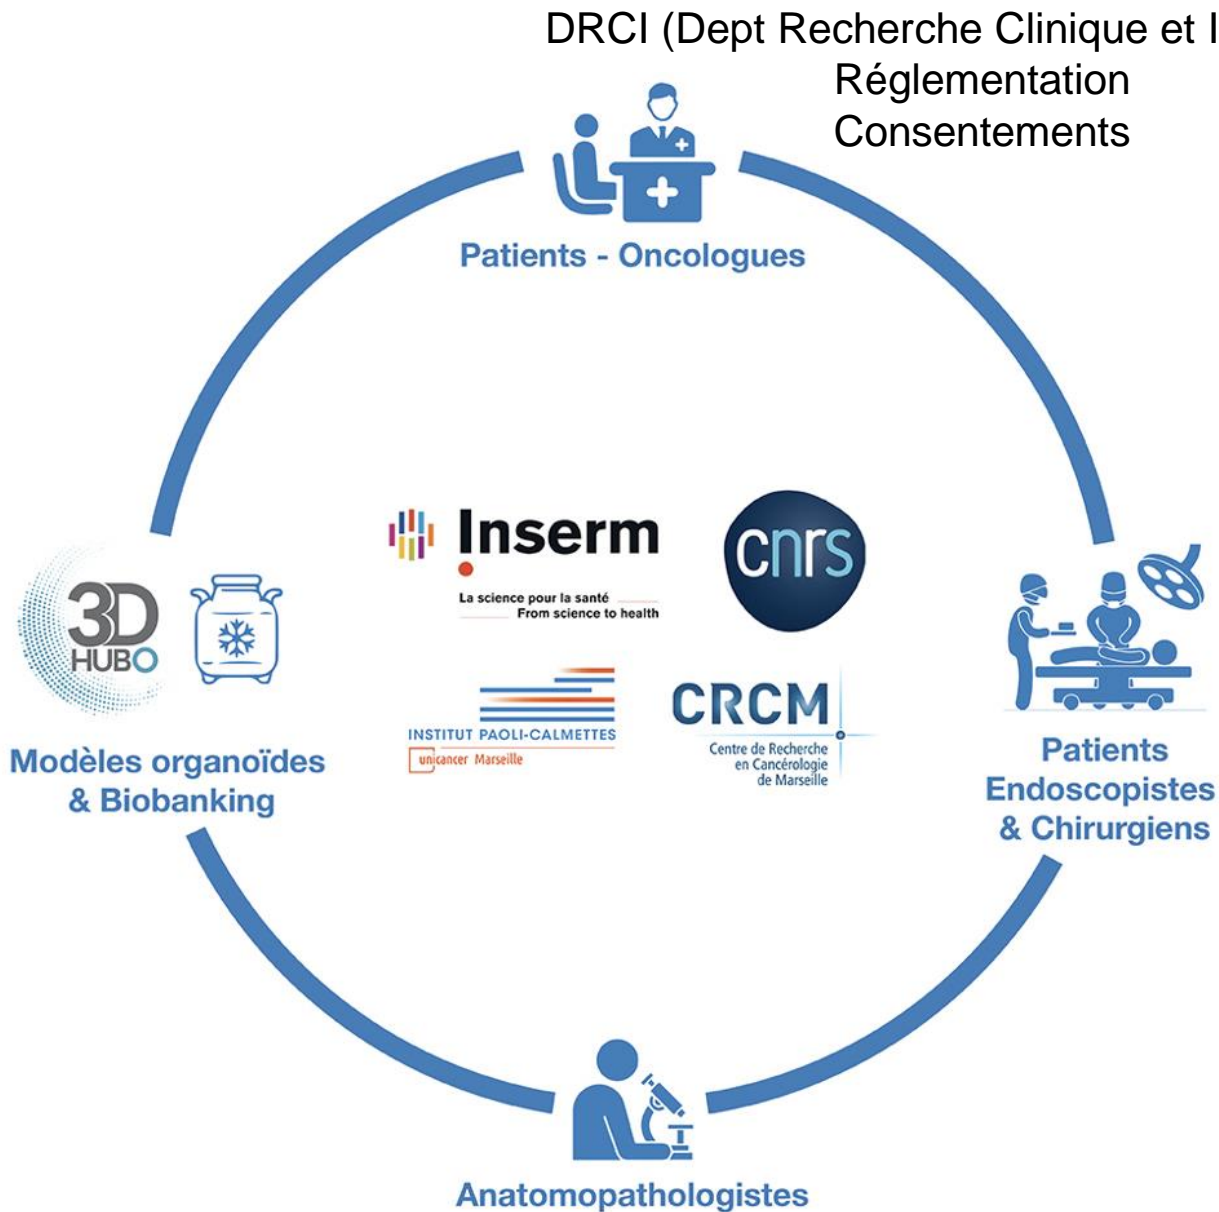 DRCI (Dept Recherche Clinique et I
Réglementation
Consentements
Patients - Oncologues
Inserm
La science pour la santé
From science to health
cnrs
3D
HUBO
INSTITUT PAOLI-CALMETTES
unicancer Marseille
CRCM
Centre de Recherche
en Cancérologie
de Marseille
Modèles organoïdes
& Biobanking
Patients
Endoscopistes
& Chirurgiens
Anatomopathologistes